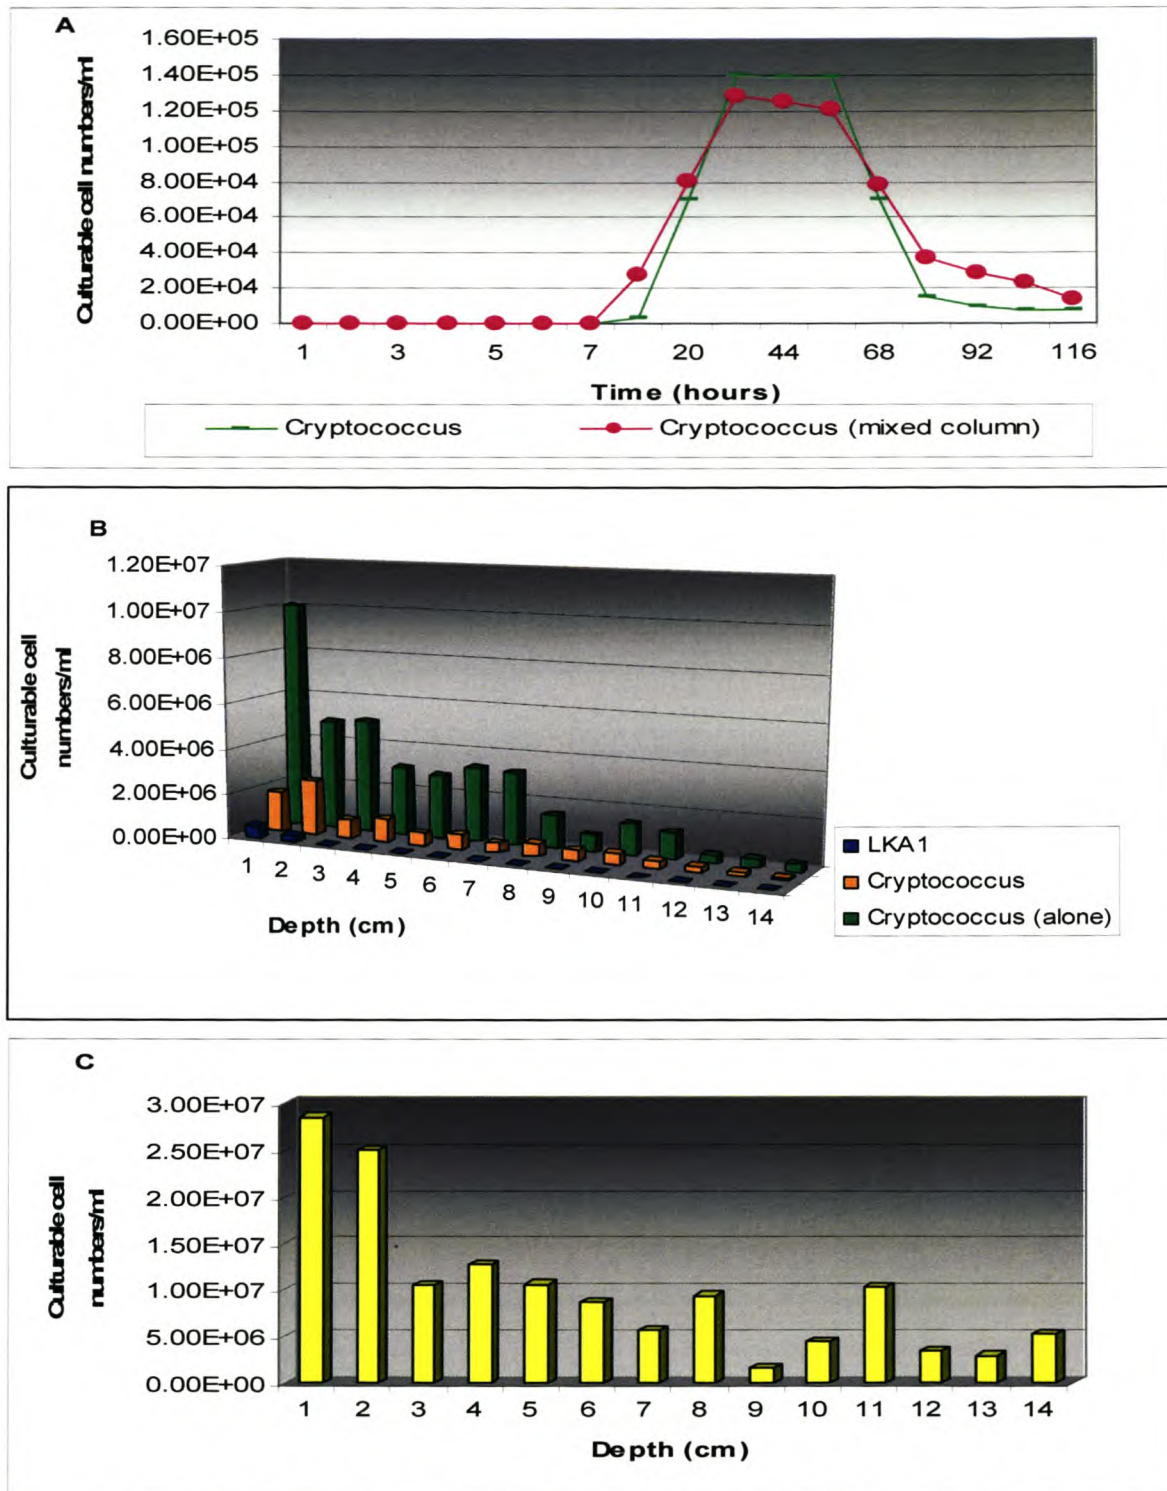 A
Culturable cell numbers/ml
1.60E+05
1.40E+05
1.20E+05
1.00E+05
8.00E+04
6.00E+04
4.00E+04
2.00E+04
0.00E+00
1 3 5 7 20 44 68 92 116
Time (hours)
Cryptococcus Cryptococcus (mixed column)
B
Culturable cell
numbers/ml
1.20E+07
1.00E+07
8.00E+06
6.00E+06
4.00E+06
2.00E+06
0.00E+00
1 2 3 4 5 6 7 8 9 10 11 12 13 14
Depth (cm)
LKA1
Cryptococcus
Cryptococcus (alone)
C
Culturable cell
numbers/ml
3.00E+07
2.50E+07
2.00E+07
1.50E+07
1.00E+07
5.00E+06
0.00E+00
1 2 3 4 5 6 7 8 9 10 11 12 13 14
Depth (cm)